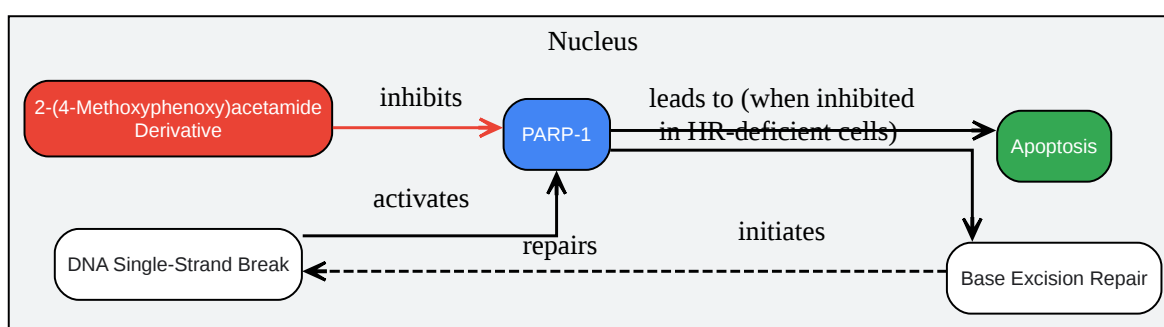 Nucleus
2-(4-Methoxyphenoxy)acetamide
Derivative
inhibits
PARP-1
leads to (when inhibited
in HR-deficient cells)
Apoptosis
activates
DNA Single-Strand Break
repairs
initiates
Base Excision Repair